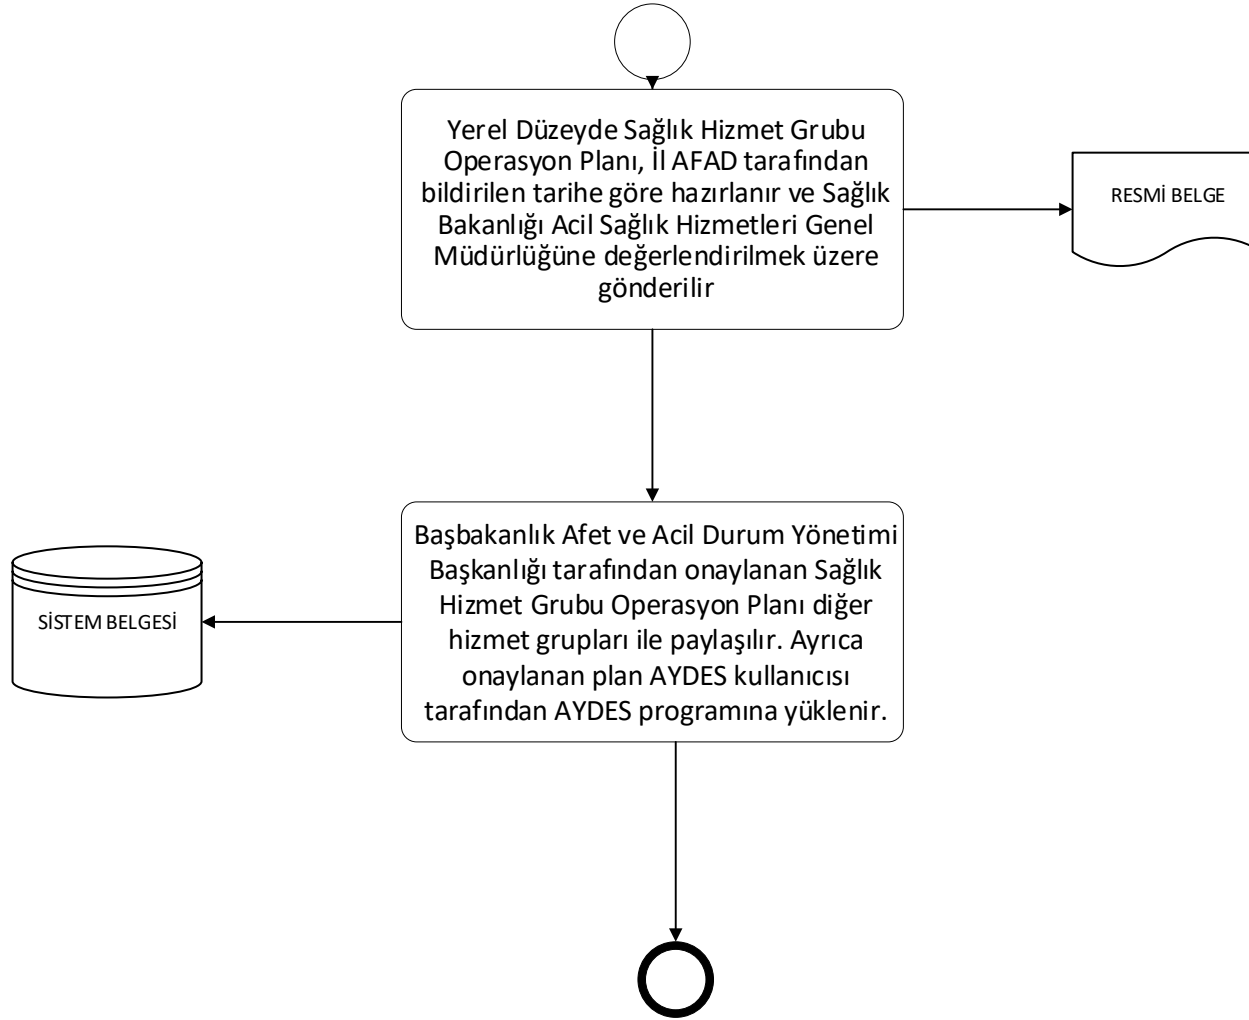 Yerel Düzeyde Sağlık Hizmet Grubu
Operasyon Planı, İl AFAD tarafından
bildirilen tarihe göre hazırlanır ve Sağlık
Bakanlığı Acil Sağlık Hizmetleri Genel
Müdürlüğüne değerlendirilmek üzere
gönderilir
RESMİ BELGE
Başbakanlık Afet ve Acil Durum Yönetimi
Başkanlığı tarafından onaylanan Sağlık
Hizmet Grubu Operasyon Planı diğer
hizmet grupları ile paylaşılır. Ayrıca
onaylanan plan AYDES kullanıcısı
tarafından AYDES programına yüklenir.
SİSTEM BELGESİ